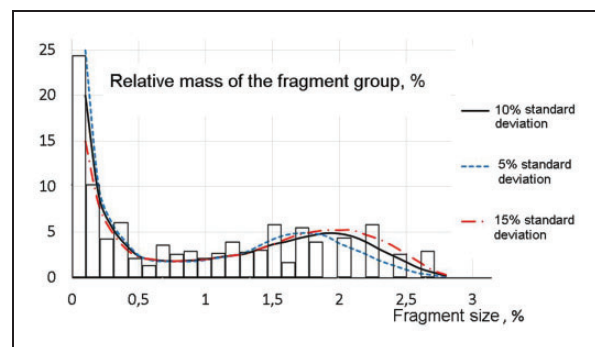 25
Relative mass of the fragment group, %
20
15
10
5
0
0 0,5 1 1,5 2 2,5 3
Fragment size , %
10% standard
deviation
5% standard
deviation
15% standard
deviation